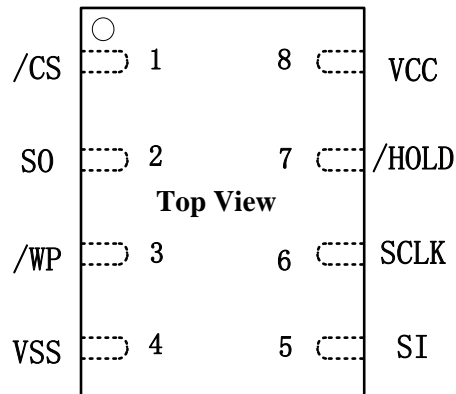 /CS 1 8 VCC
SO 2 7 /HOLD
Top View
/WP 3 6 SCLK
VSS 4 5 SI